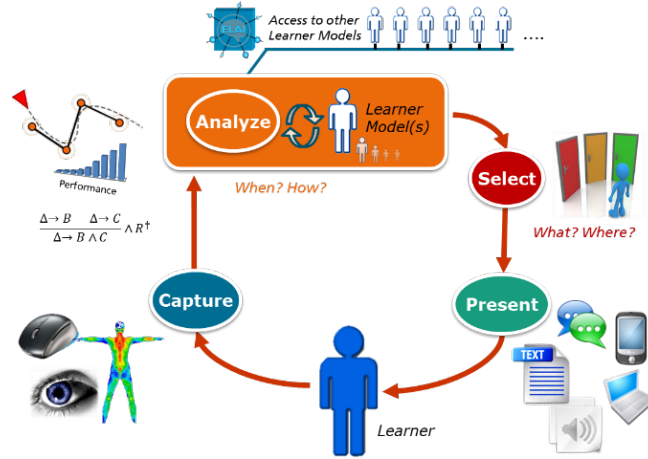 Access to other
Learner Models
....
Analyze
Learner
Model(s)
When? How?
Performance
Δ→ B   Δ→ C
Δ→ B ∧ C
∧ R†
Select
What? Where?
Capture
Present
TEXT
Learner